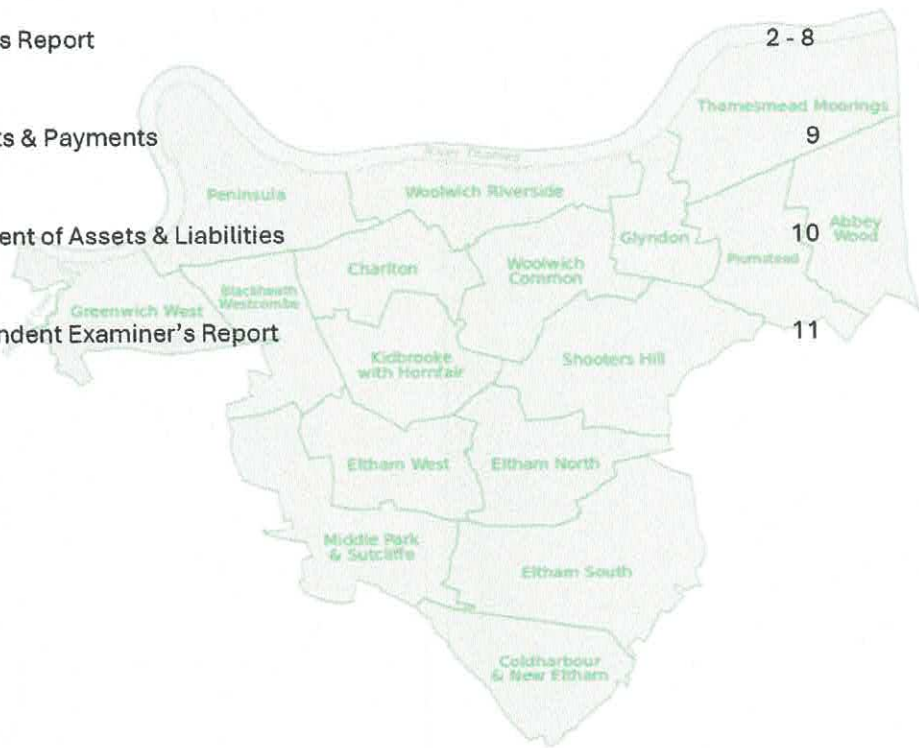 s Report 2 - 8
Thamesmead Moorings
ts & Payments 9
River Thames
Peninsula
Woolwich Riverside
ent of Assets & Liabilities 10
Glyndon
Abbey
Wood
Plumstead
Charlton
Woolwich
Common
Blackheath
Westcombe
Greenwich West
ndent Examiner's Report 11
Kidbrooke
with Hornfair
Shooters Hill
Eltham West
Eltham North
Middle Park
& Sutcliffe
Eltham South
Coldharbour
& New Eltham